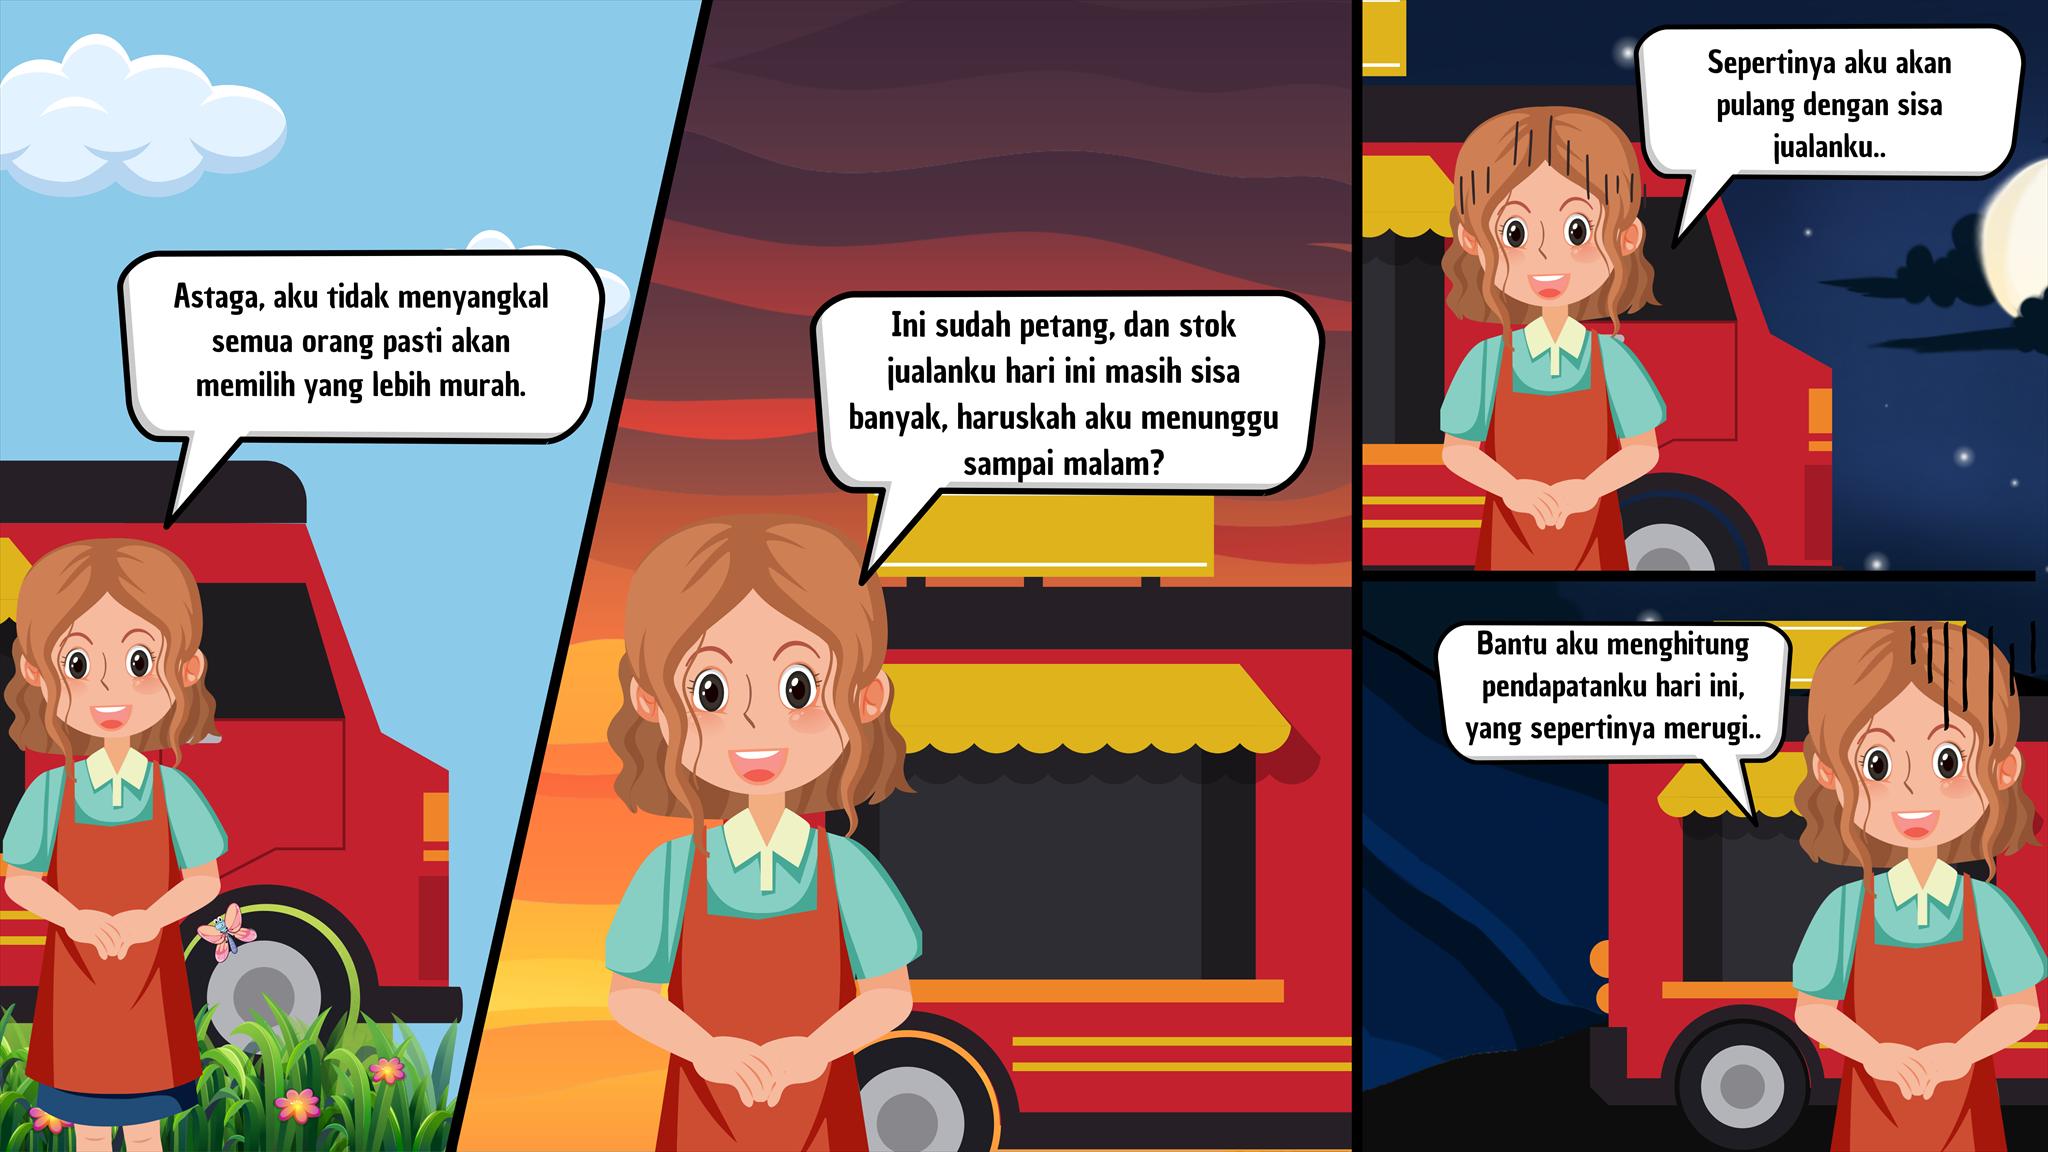 Astaga, aku tidak menyangkal
semua orang pasti akan
memilih yang lebih murah.
Ini sudah petang, dan stok
jualanku hari ini masih sisa
banyak, haruskah aku menunggu
sampai malam?
Sepertinya aku akan
pulang dengan sisa
jualanku..
Bantu aku menghitung
pendapatanku hari ini,
yang sepertinya merugi..